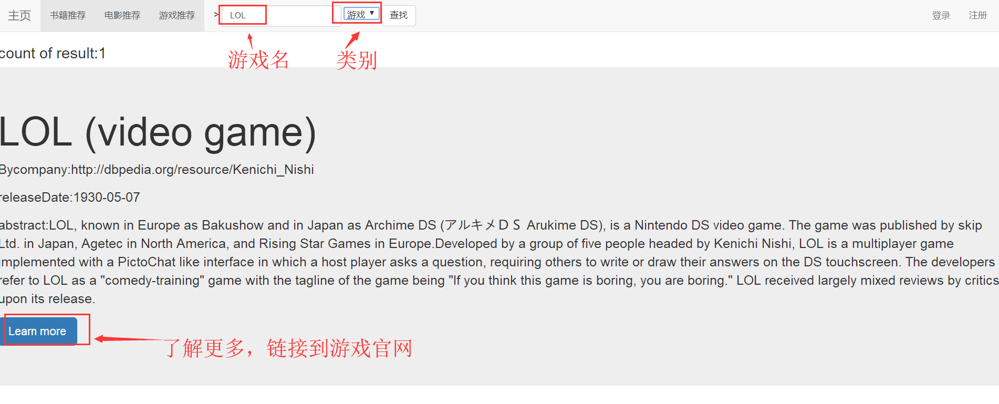 主页 书籍推荐 电影推荐 游戏推荐 > LOL 游戏 ▼ 查找 登录 注册
count of result:1
游戏名 类别
LOL (video game)
Bycompany:http://dbpedia.org/resource/Kenichi_Nishi
releaseDate:1930-05-07
abstract:LOL, known in Europe as Bakushow and in Japan as Archime DS (アルキメＤＳ Arukime DS), is a Nintendo DS video game. The game was published by skip
Ltd. in Japan, Agetec in North America, and Rising Star Games in Europe.Developed by a group of five people headed by Kenichi Nishi, LOL is a multiplayer game
implemented with a PictoChat like interface in which a host player asks a question, requiring others to write or draw their answers on the DS touchscreen. The developers
refer to LOL as a "comedy-training" game with the tagline of the game being "If you think this game is boring, you are boring." LOL received largely mixed reviews by critics
upon its release.
Learn more
了解更多，链接到游戏官网